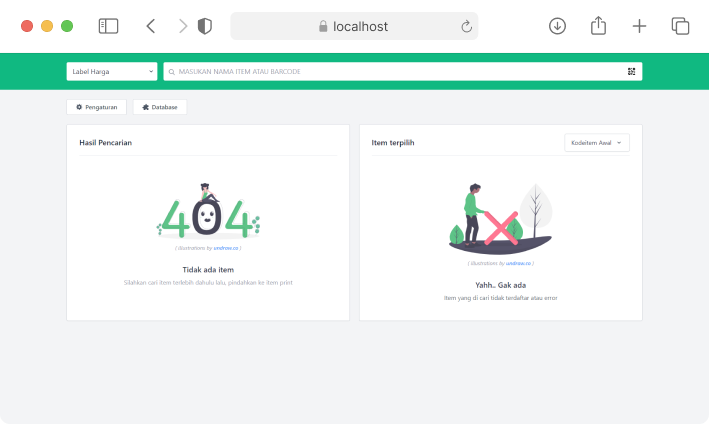 localhost
Label Harga
MASUKAN NAMA ITEM ATAU BARCODE
Pengaturan
Database
Hasil Pencarian
404
( illustrations by undraw.co )
Tidak ada item
Silahkan cari item terlebih dahulu lalu, pindahkan ke item print
Item terpilih
Kodeitem Awal
( illustrations by undraw.co )
Yahh.. Gak ada
Item yang di cari tidak terdaftar atau error